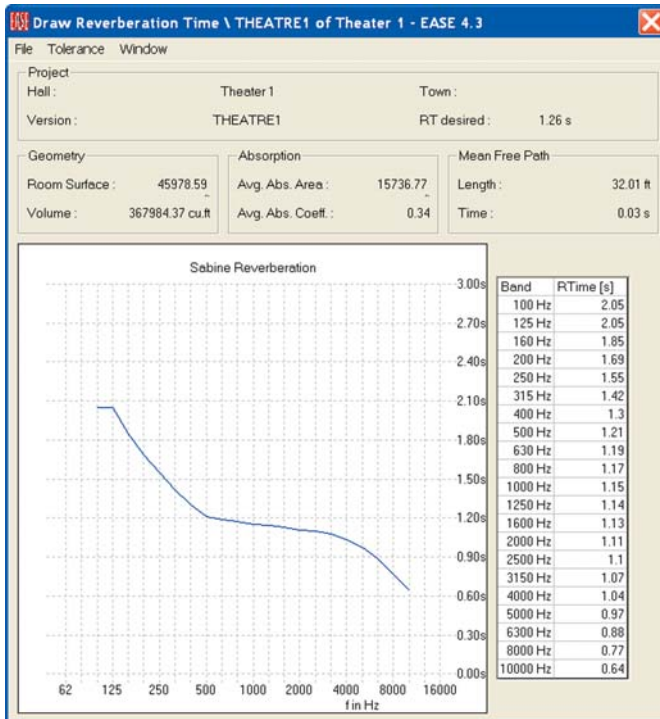 EASE Draw Reverberation Time \ THEATRE1 of Theater 1 - EASE 4.3
File Tolerance Window
Project
Hall : Theater 1 Town :
Version : THEATRE1 RT desired : 1.26 s
Geometry Absorption Mean Free Path
Room Surface : 45978.59 Avg. Abs. Area : 15736.77 Length : 32.01 ft
Volume : 367984.37 cu.ft Avg. Abs. Coeff. : 0.34 Time : 0.03 s
Sabine Reverberation
3.00s
2.70s
2.40s
2.10s
1.80s
1.50s
1.20s
0.90s
0.60s
0.30s
0.00s
62 125 250 500 1000 2000 4000 8000 16000
f in Hz
Band RTime [s]
100 Hz 2.05
125 Hz 2.05
160 Hz 1.85
200 Hz 1.69
250 Hz 1.55
315 Hz 1.42
400 Hz 1.3
500 Hz 1.21
630 Hz 1.19
800 Hz 1.17
1000 Hz 1.15
1250 Hz 1.14
1600 Hz 1.13
2000 Hz 1.11
2500 Hz 1.1
3150 Hz 1.07
4000 Hz 1.04
5000 Hz 0.97
6300 Hz 0.88
8000 Hz 0.77
10000 Hz 0.64